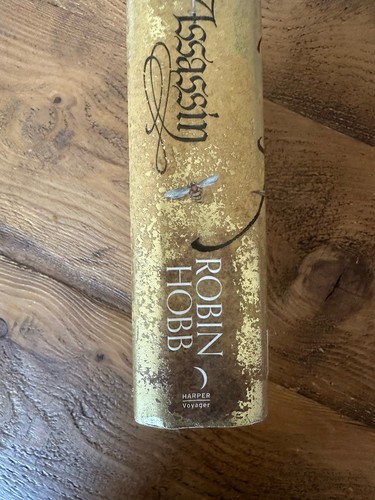 Assassin
ROBIN
HOBB
HARPER
Voyager